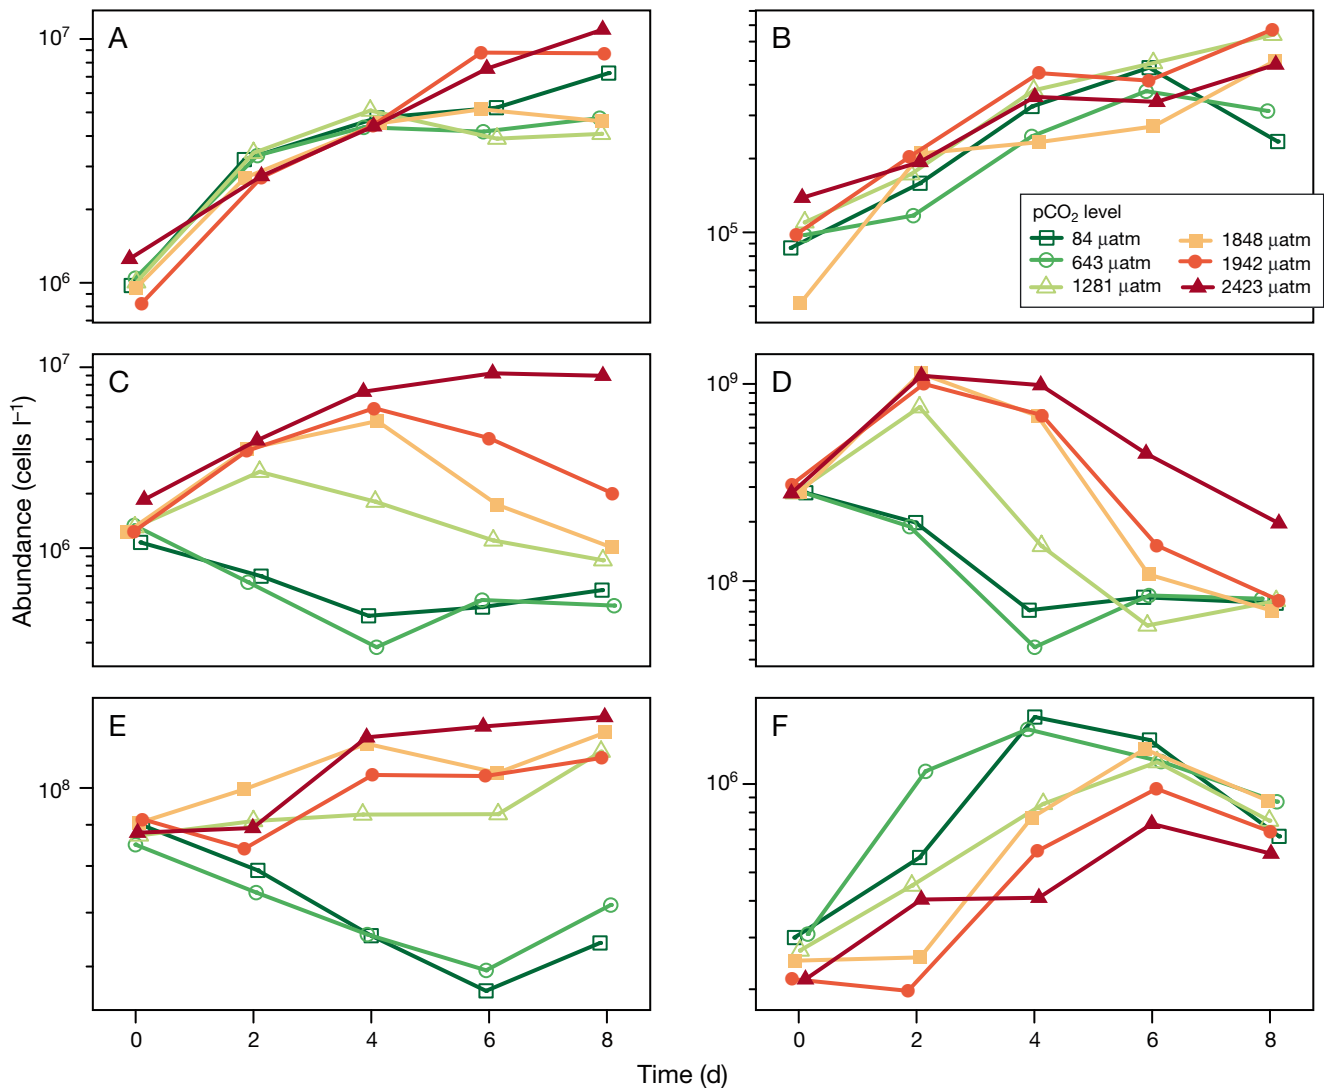 A
B
10⁷
10⁶
10⁵
pCO₂ level
84 µatm
643 µatm
1281 µatm
1848 µatm
1942 µatm
2423 µatm
C
D
10⁷
10⁶
10⁹
10⁸
Abundance (cells l⁻¹)
E
F
10⁸
10⁶
0 2 4 6 8
0 2 4 6 8
Time (d)